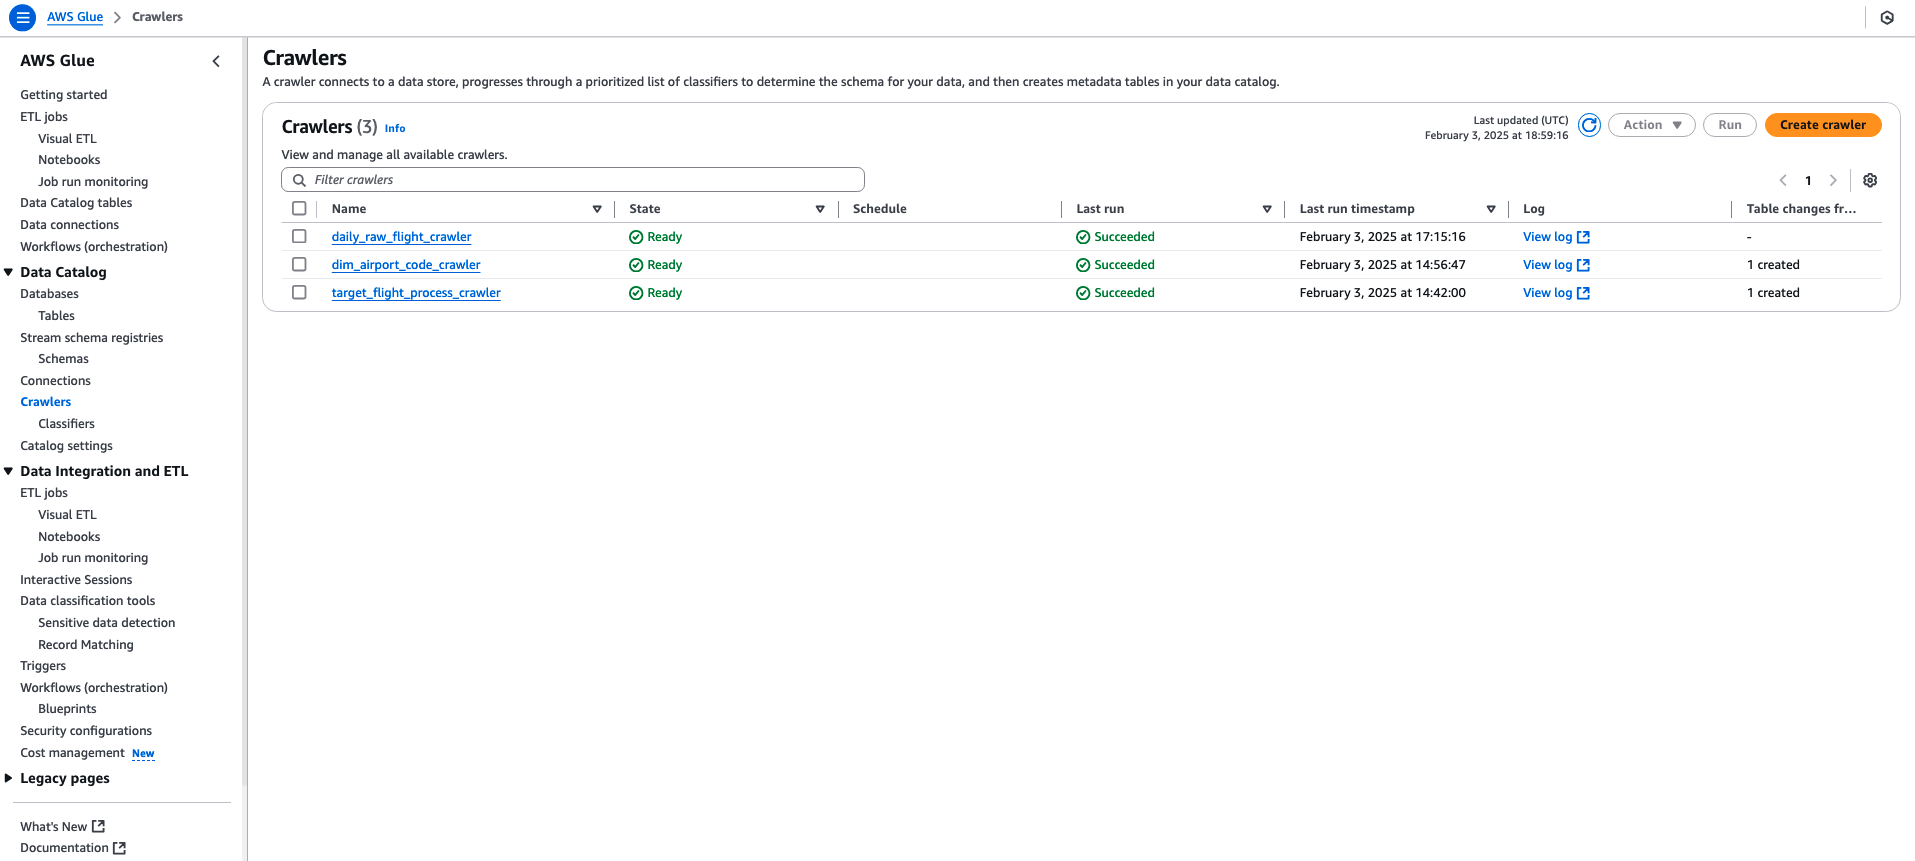 AWS Glue > Crawlers
AWS Glue
Getting started
ETL jobs
Visual ETL
Notebooks
Job run monitoring
Data Catalog tables
Data connections
Workflows (orchestration)
Data Catalog
Databases
Tables
Stream schema registries
Schemas
Connections
Crawlers
Classifiers
Catalog settings
Data Integration and ETL
ETL jobs
Visual ETL
Notebooks
Job run monitoring
Interactive Sessions
Data classification tools
Sensitive data detection
Record Matching
Triggers
Workflows (orchestration)
Blueprints
Security configurations
Cost management New
Legacy pages
What's New
Documentation
Crawlers
A crawler connects to a data store, progresses through a prioritized list of classifiers to determine the schema for your data, and then creates metadata tables in your data catalog.
Crawlers (3) Info
Last updated (UTC)
February 3, 2025 at 18:59:16
Action
Run
Create crawler
View and manage all available crawlers.
Filter crawlers
1
Name State Schedule Last run Last run timestamp Log Table changes fr...
daily_raw_flight_crawler Ready Succeeded February 3, 2025 at 17:15:16 View log -
dim_airport_code_crawler Ready Succeeded February 3, 2025 at 14:56:47 View log 1 created
target_flight_process_crawler Ready Succeeded February 3, 2025 at 14:42:00 View log 1 created